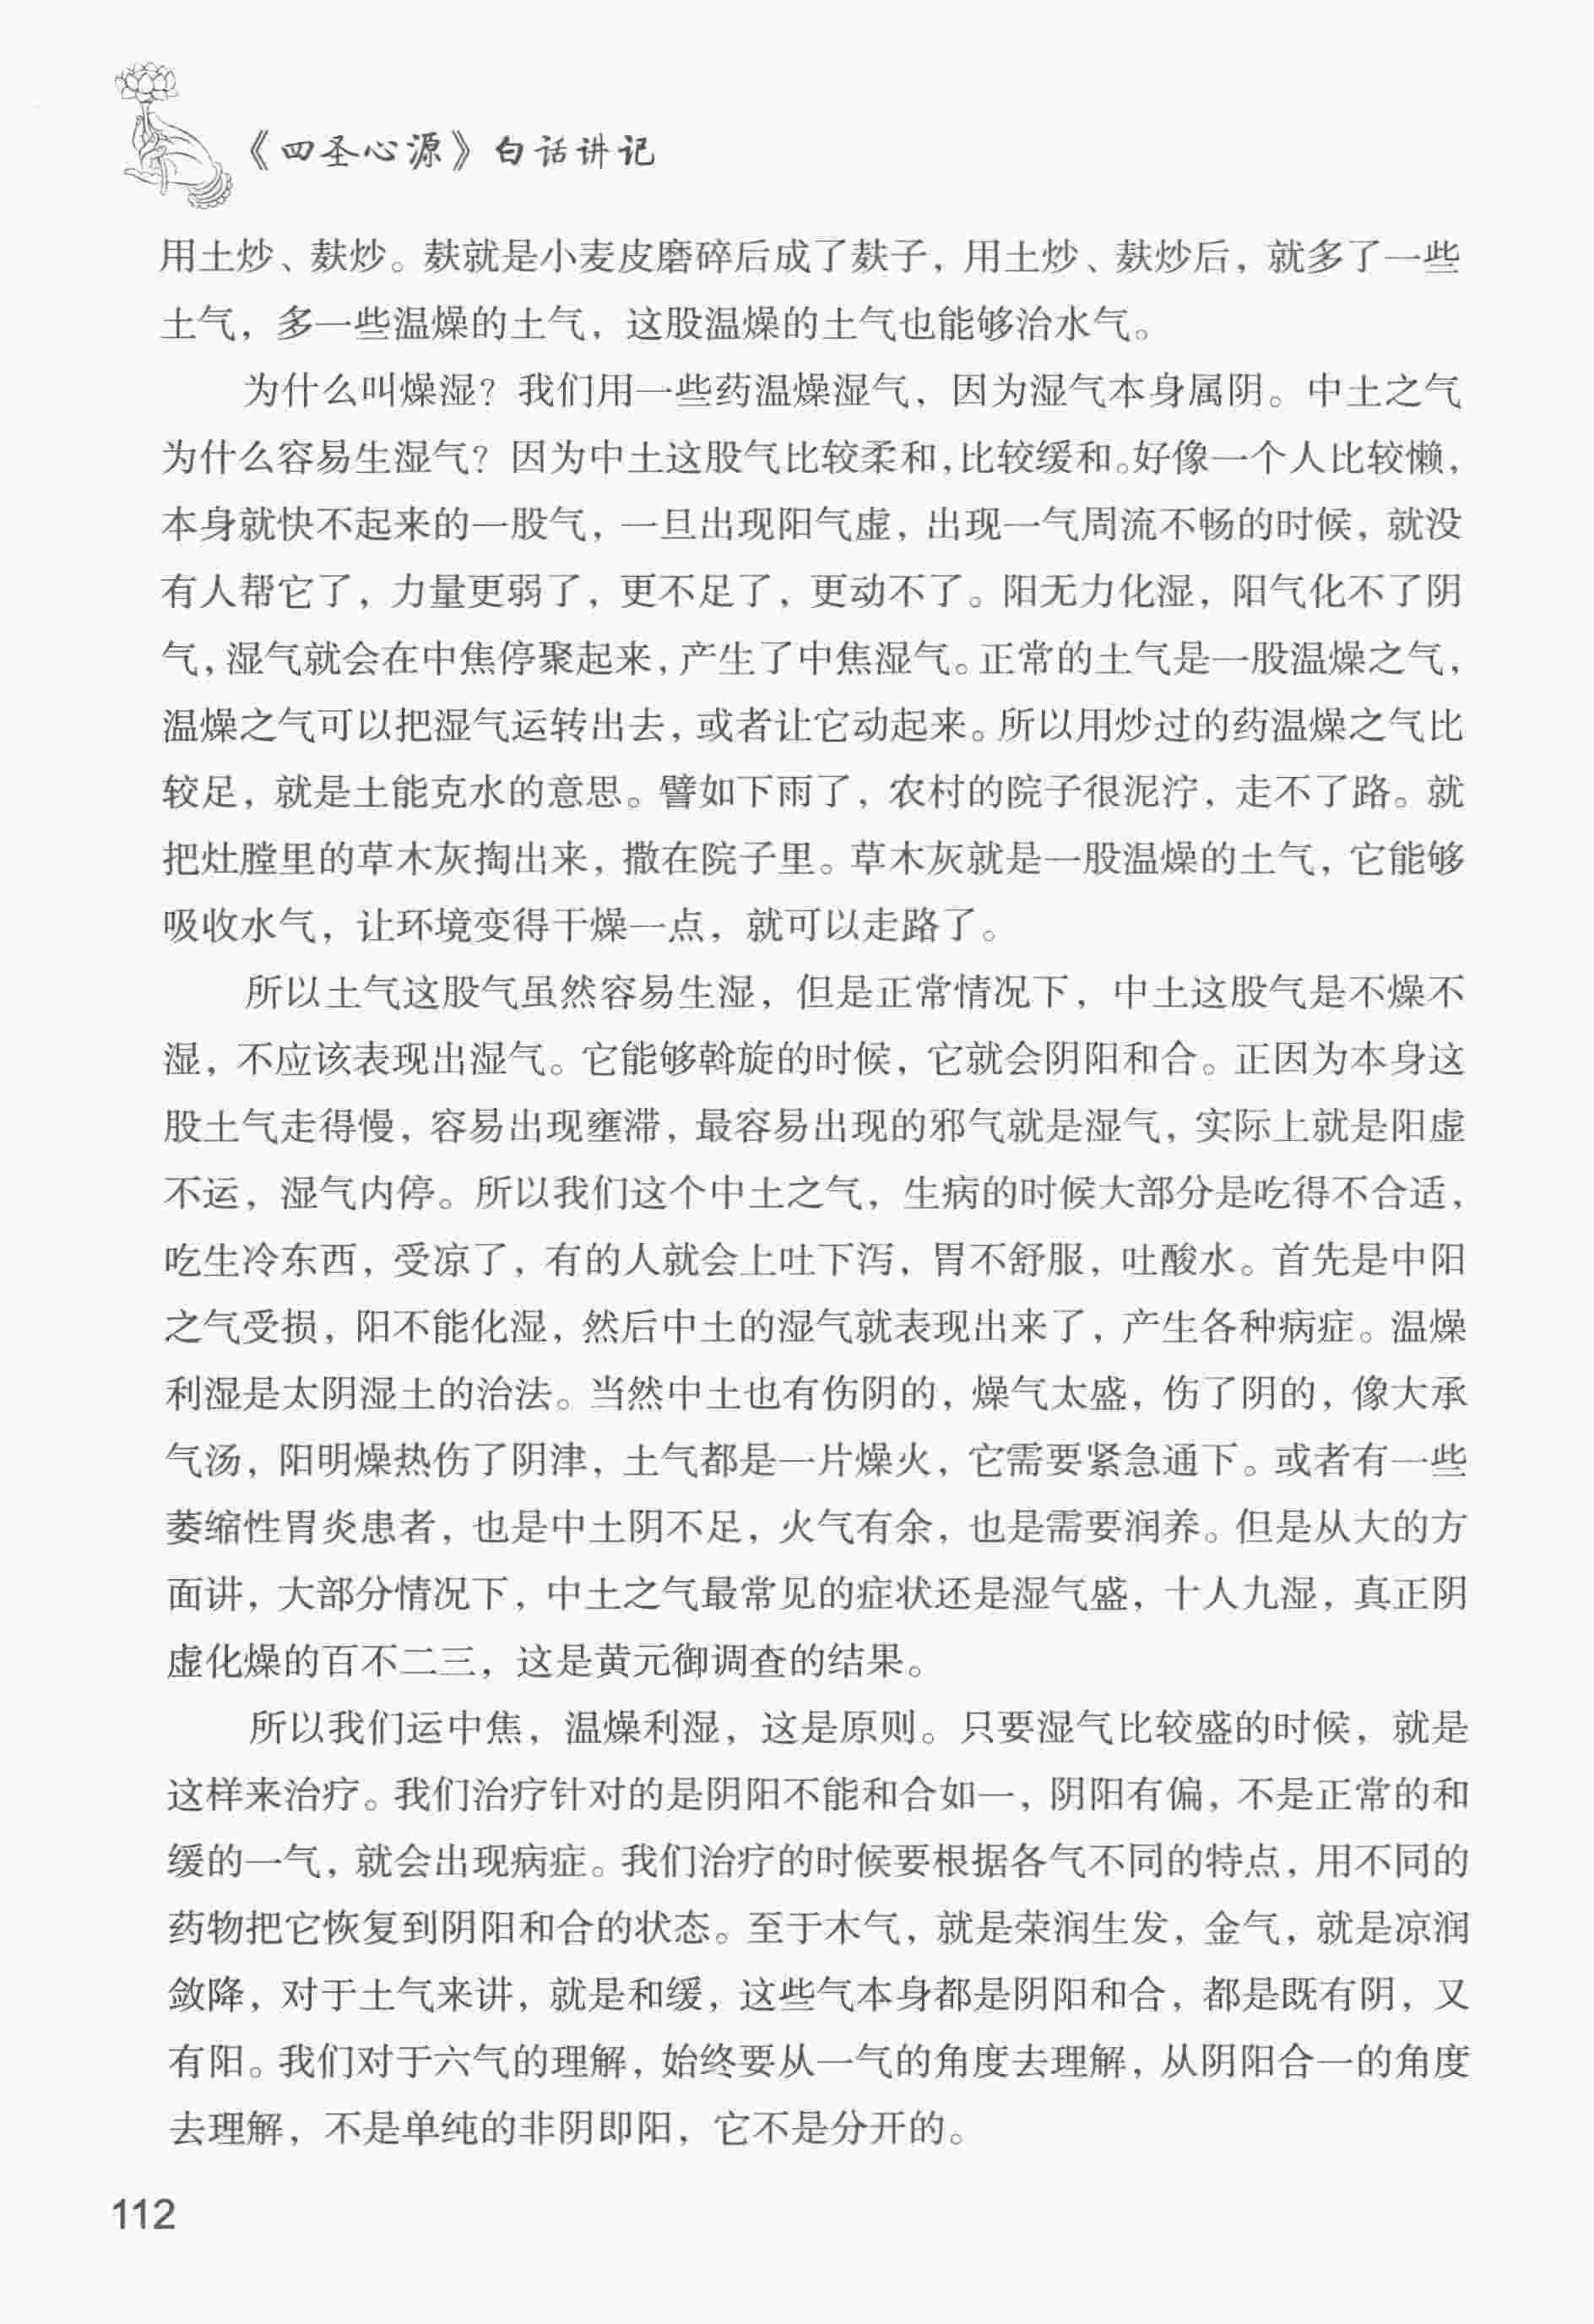 《四圣心源》白话讲记
用土炒、麸炒。麸就是小麦皮磨碎后成了麸子，用土炒、麸炒后，就多了一些
土气，多一些温燥的土气，这股温燥的土气也能够治水气。
为什么叫燥湿？我们用一些药温燥湿气，因为湿气本身属阴。中土之气
为什么容易生湿气？因为中土这股气比较柔和，比较缓和。好像一个人比较懒，
本身就快不起来的一股气，一旦出现阳气虚，出现一气周流不畅的时候，就没
有人帮它了，力量更弱了，更不足了，更动不了。阳无力化湿，阳气化不了阴
气，湿气就会在中焦停聚起来，产生了中焦湿气。正常的土气是一股温燥之气，
温燥之气可以把湿气运转出去，或者让它动起来。所以用炒过的药温燥之气比
较足，就是土能克水的意思。譬如下雨了，农村的院子很泥泞，走不了路。就
把灶膛里的草木灰掏出来，撒在院子里。草木灰就是一股温燥的土气，它能够
吸收水气，让环境变得干燥一点，就可以走路了。
所以土气这股气虽然容易生湿，但是正常情况下，中土这股气是不燥不
湿，不应该表现出湿气。它能够斡旋的时候，它就会阴阳和合。正因为本身这
股土气走得慢，容易出现壅滞，最容易出现的邪气就是湿气，实际上就是阳虚
不运，湿气内停。所以我们这个中土之气，生病的时候大部分是吃得不合适，
吃生冷东西，受凉了，有的人就会上吐下泻，胃不舒服，吐酸水。首先是中阳
之气受损，阳不能化湿，然后中土的湿气就表现出来了，产生各种病症。温燥
利湿是太阴湿土的治法。当然中土也有伤阴的，燥气太盛，伤了阴的，像大承
气汤，阳明燥热伤了阴津，土气都是一片燥火，它需要紧急通下。或者有一些
萎缩性胃炎患者，也是中土阴不足，火气有余，也是需要润养。但是从大的方
面讲，大部分情况下，中土之气最常见的症状还是湿气盛，十人九湿，真正阴
虚化燥的百不二三，这是黄元御调查的结果。
所以我们运中焦，温燥利湿，这是原则。只要湿气比较盛的时候，就是
这样来治疗。我们治疗针对的是阴阳不能和合如一，阴阳有偏，不是正常的和
缓的一气，就会出现病症。我们治疗的时候要根据各气不同的特点，用不同的
药物把它恢复到阴阳和合的状态。至于木气，就是荣润生发，金气，就是凉润
敛降，对于土气来讲，就是和缓，这些气本身都是阴阳和合，都是既有阴，又
有阳。我们对于六气的理解，始终要从一气的角度去理解，从阴阳合一的角度
去理解，不是单纯的非阴即阳，它不是分开的。
112